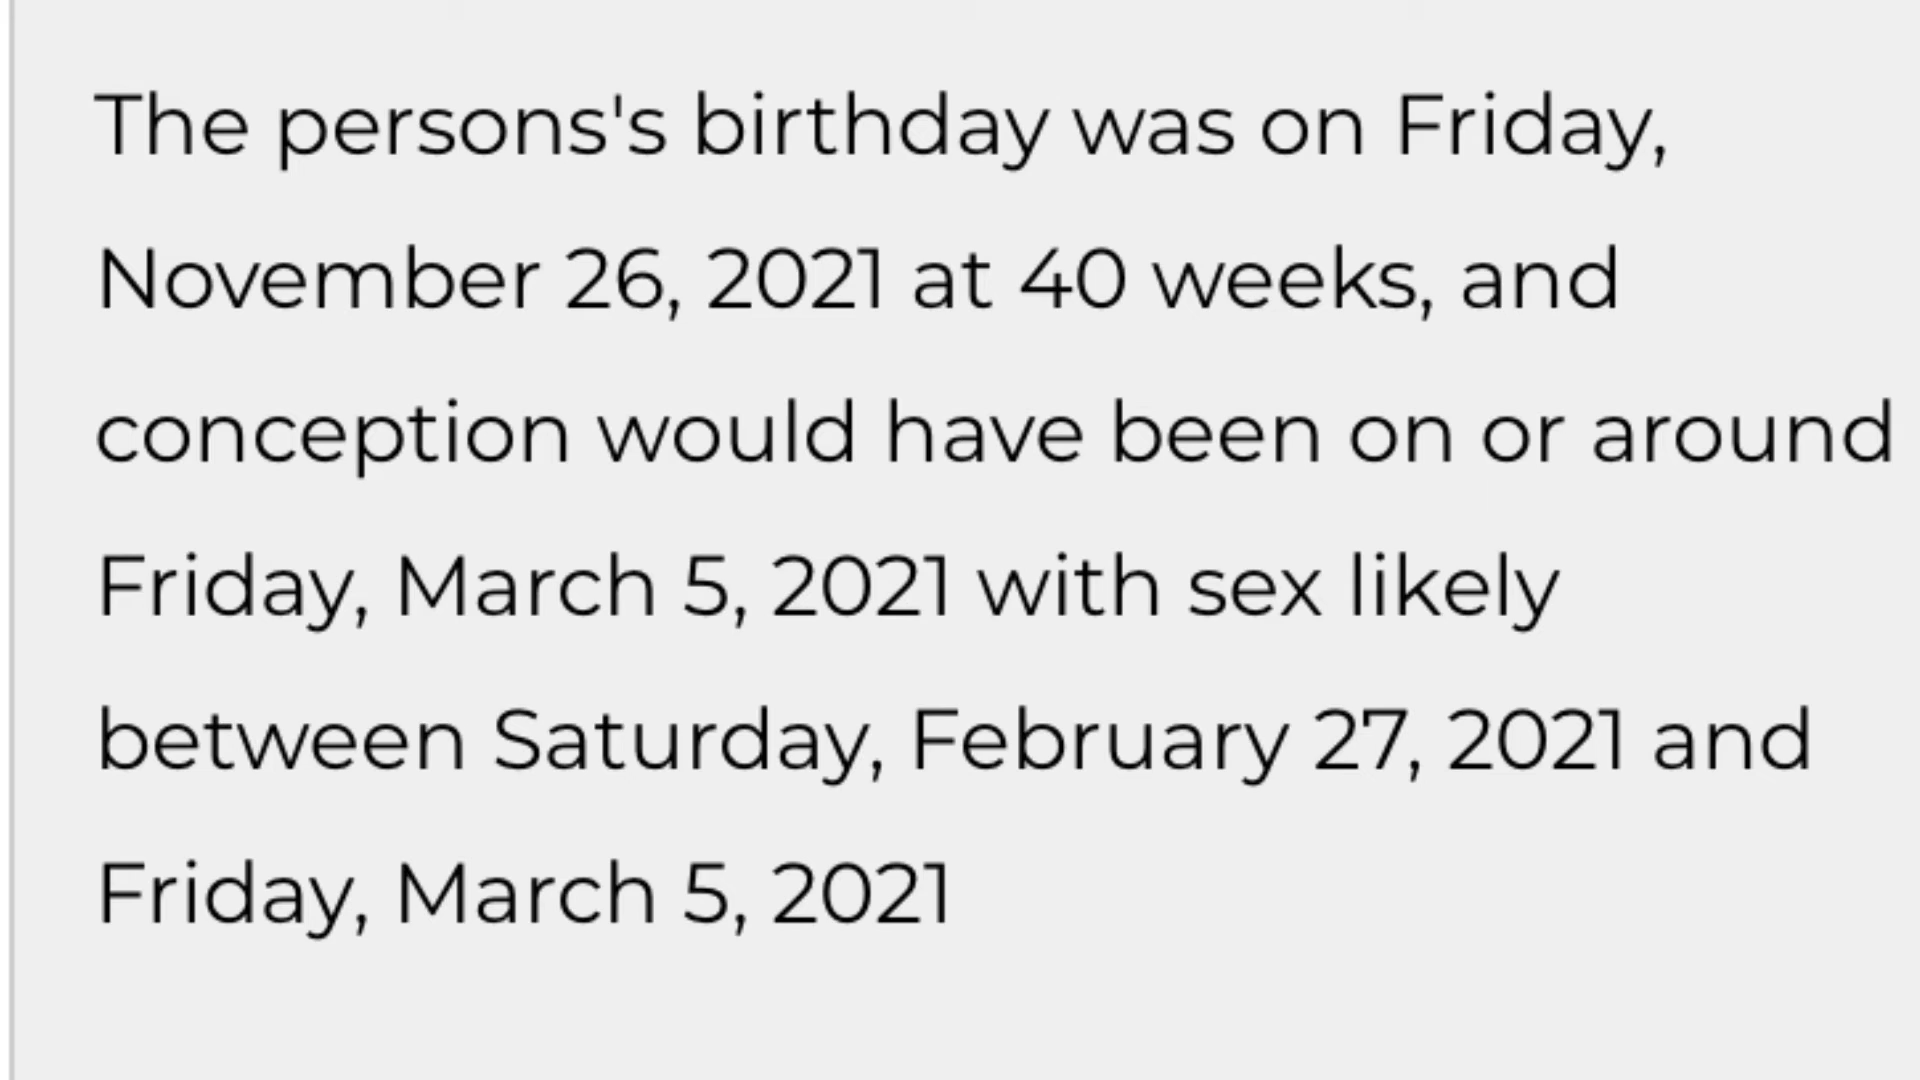 The persons's birthday was on Friday,
November 26, 2021 at 40 weeks, and
conception would have been on or around
Friday, March 5, 2021 with sex likely
between Saturday, February 27, 2021 and
Friday, March 5, 2021